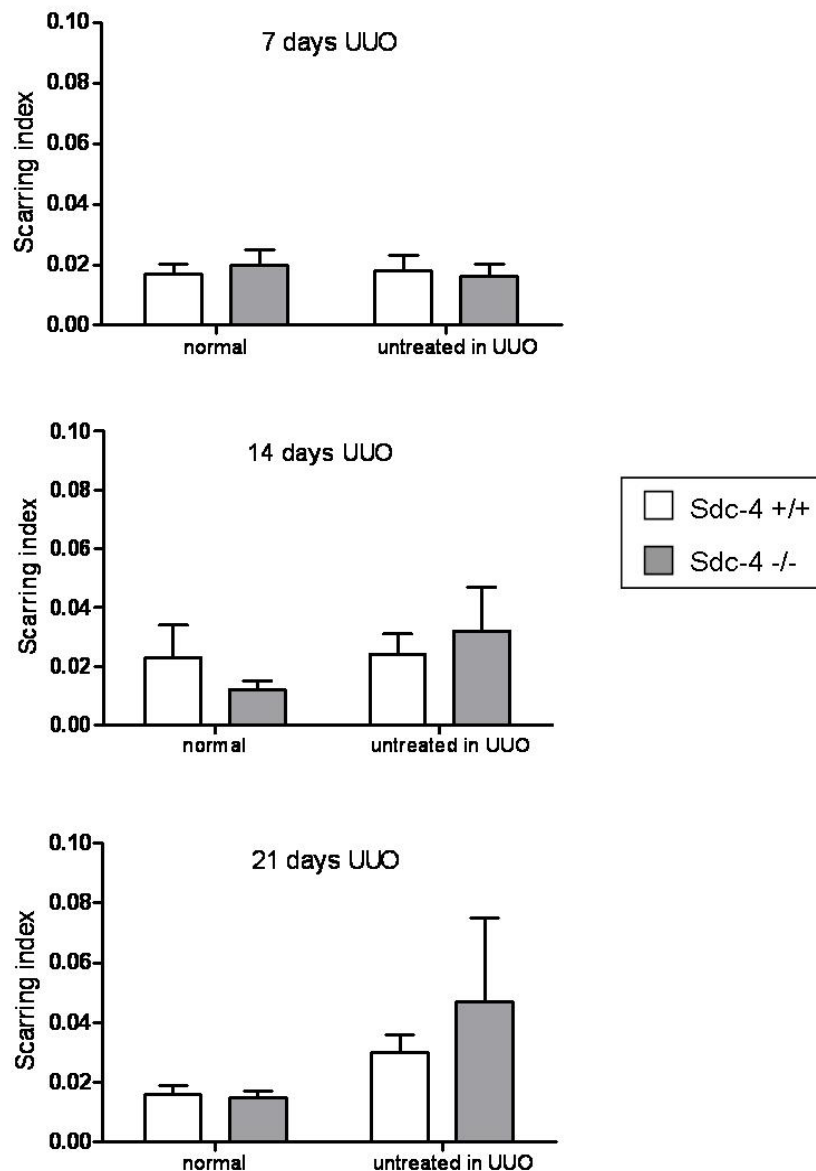 7 days UUO
0.10
0.08
0.06
0.04
0.02
0.00
Scarring index
normal
untreated in UUO
14 days UUO
0.10
0.08
0.06
0.04
0.02
0.00
Scarring index
normal
untreated in UUO
Sdc-4 +/+
Sdc-4 -/-
21 days UUO
0.10
0.08
0.06
0.04
0.02
0.00
Scarring index
normal
untreated in UUO